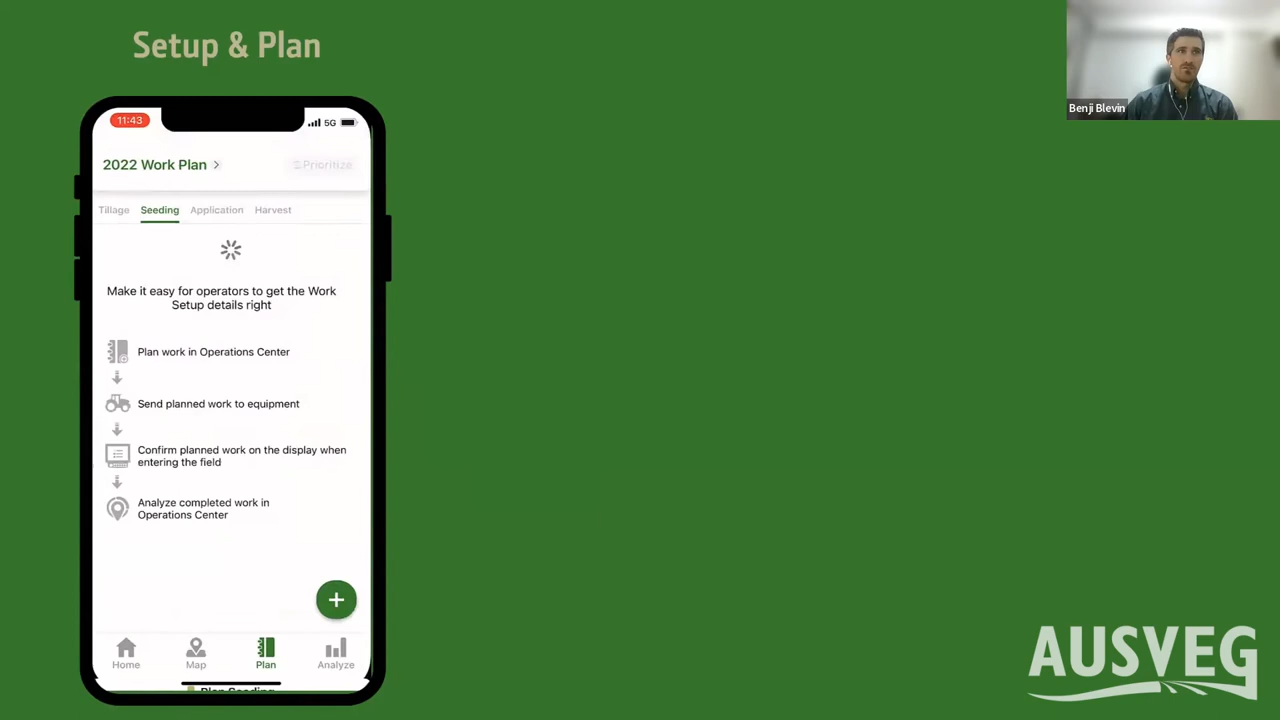 Setup & Plan
Benji Blevin
11:43
5G
2022 Work Plan
Prioritize
Tillage Seeding Application Harvest
Make it easy for operators to get the Work
Setup details right
Plan work in Operations Center
Send planned work to equipment
Confirm planned work on the display when
entering the field
Analyze completed work in
Operations Center
+
Home Map Plan Analyze
Plan Seeding
AUSVEG